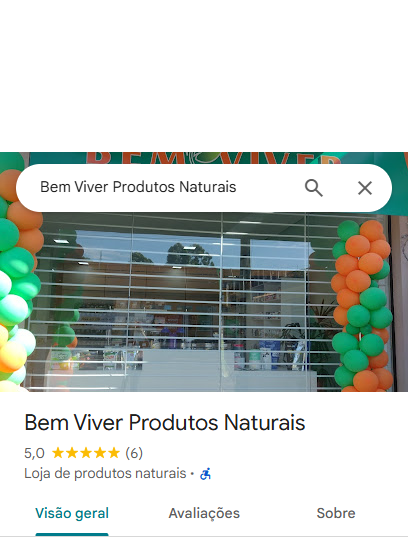 BEM VIVER
Bem Viver Produtos Naturais
Bem Viver Produtos Naturais
5,0 ★★★★★ (6)
Loja de produtos naturais •
Visão geral Avaliações Sobre